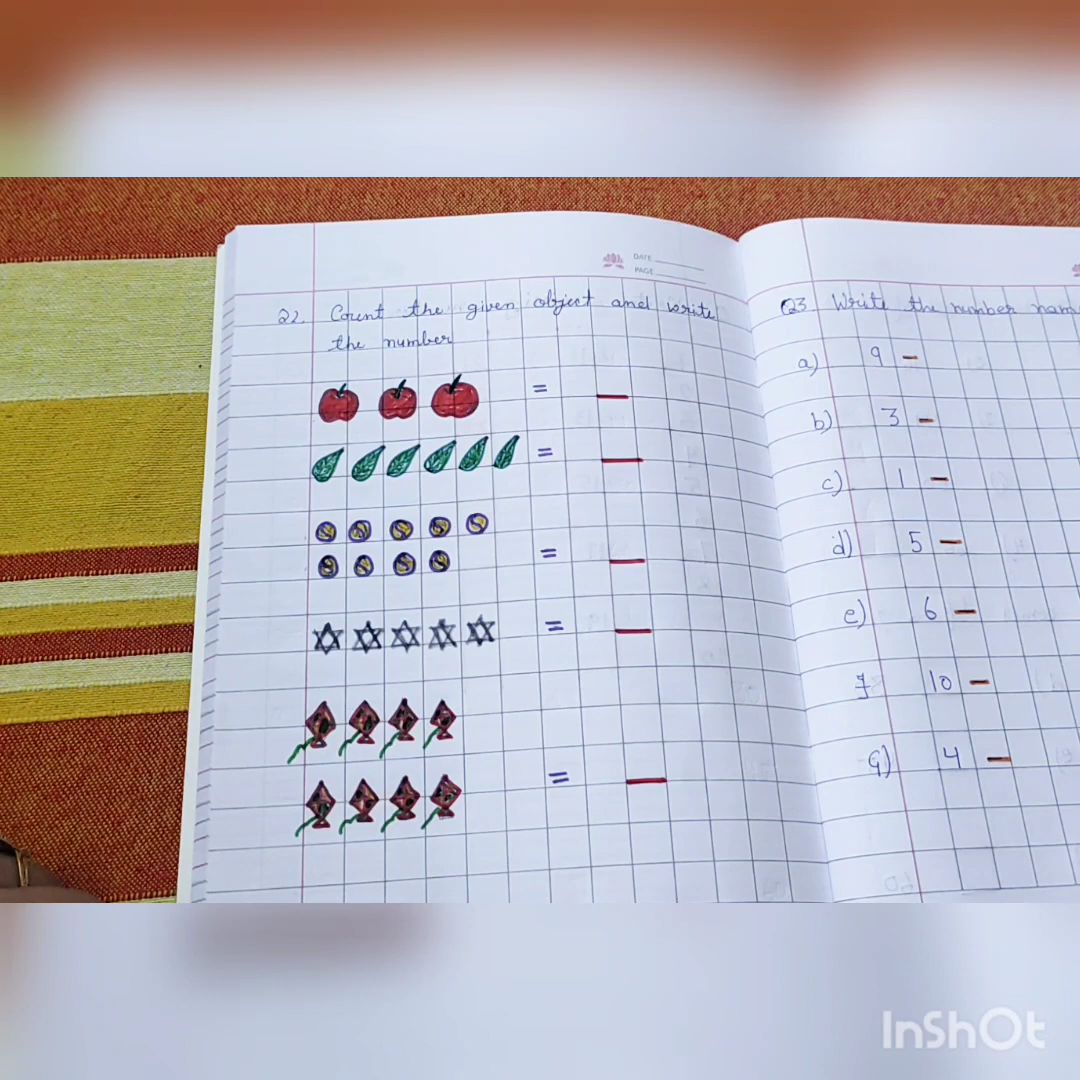 DATE
PAGE
Q2. Count the given object and write
the number
=
=
=
=
=
Q3 Write the number nam
a) 9 -
b) 3 -
c) 1 -
d) 5 -
e) 6 -
f 10 -
g) 4 -
InShOt